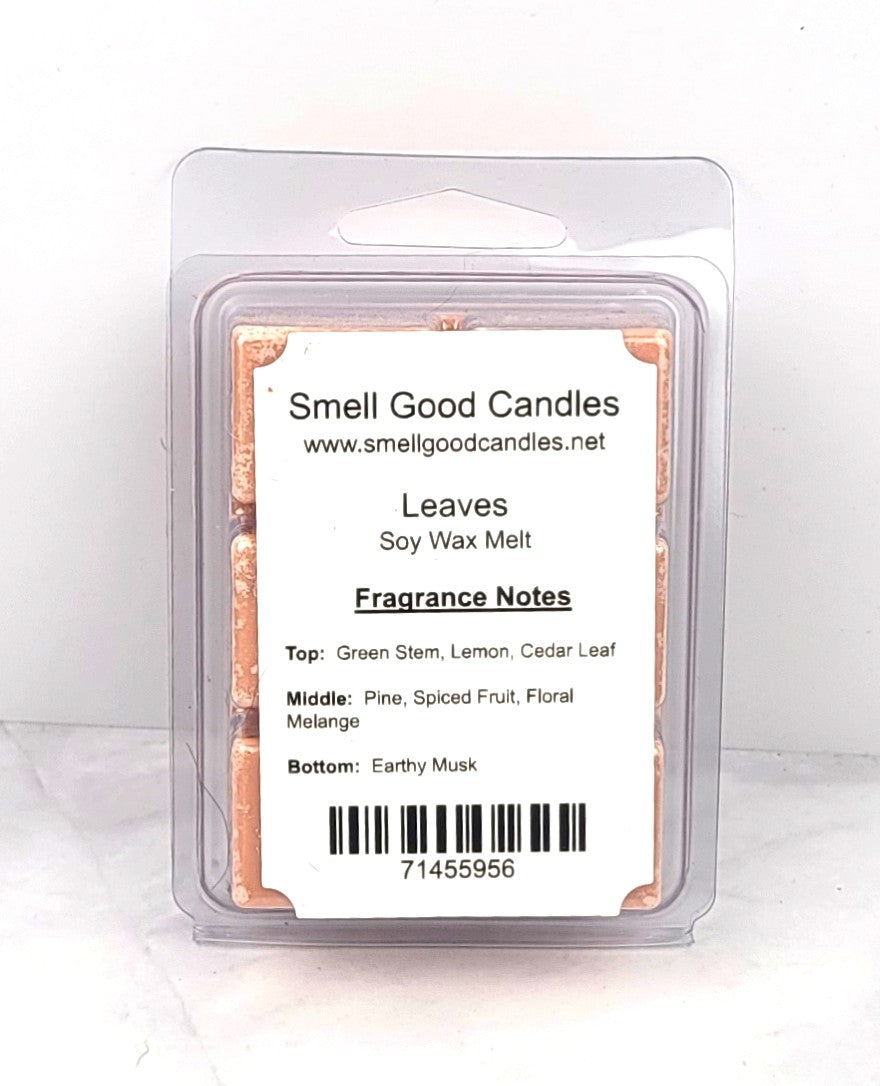 Smell Good Candles
www.smellgoodcandles.net
Leaves
Soy Wax Melt
Fragrance Notes
Top: Green Stem, Lemon, Cedar Leaf
Middle: Pine, Spiced Fruit, Floral
Melange
Bottom: Earthy Musk
71455956